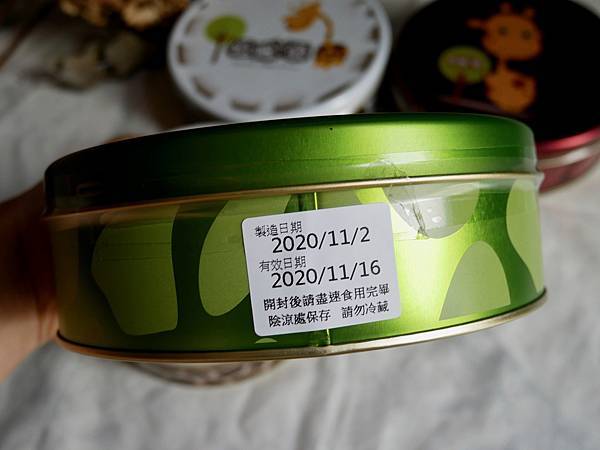 製造日期
2020/11/2
有效日期
2020/11/16
開封後請盡速食用完畢
陰涼處保存 請勿冷藏